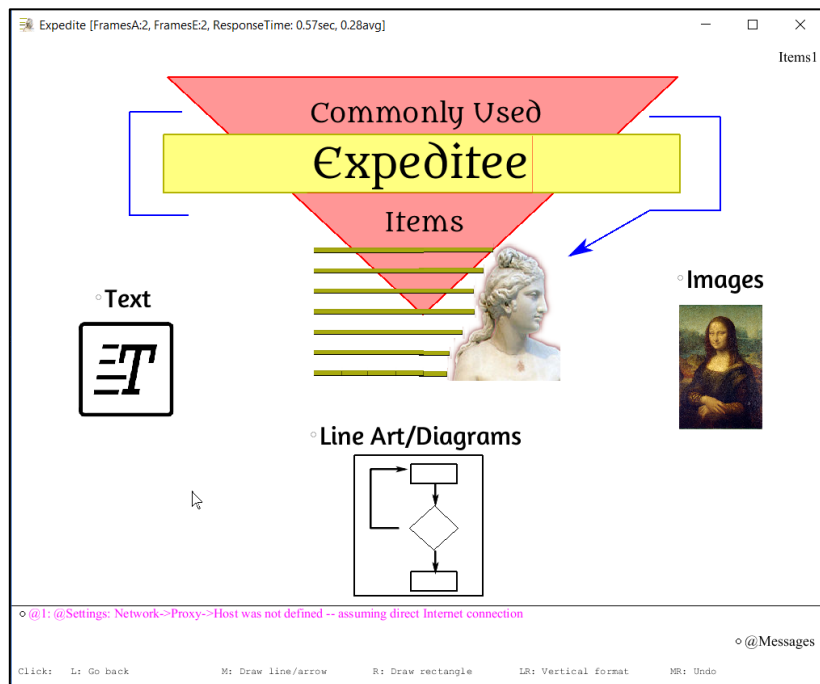 Expedite [FramesA:2, FramesE:2, ResponseTime: 0.57sec, 0.28avg]
Items1
Commonly Used
Expeditee
Items
Text
Images
T
Line Art/Diagrams
@1: @Settings: Network->Proxy->Host was not defined -- assuming direct Internet connection
@Messages
Click: L: Go back M: Draw line/arrow R: Draw rectangle LR: Vertical format MR: Undo